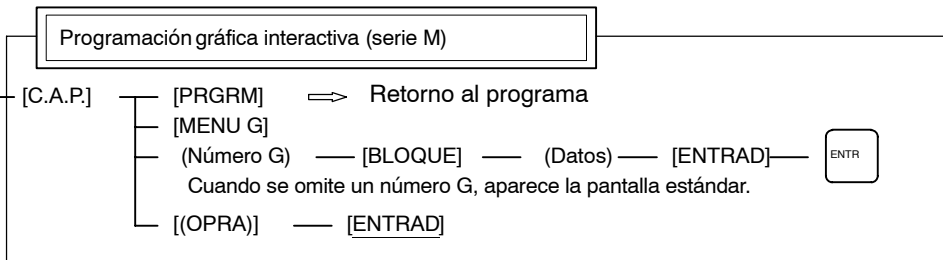 Programación gráfica interactiva (serie M)
[C.A.P.] [PRGRM] Retorno al programa
[MENU G]
(Número G) [BLOQUE] (Datos) [ENTRAD] ENTR
Cuando se omite un número G, aparece la pantalla estándar.
[(OPRA)] [ENTRAD]